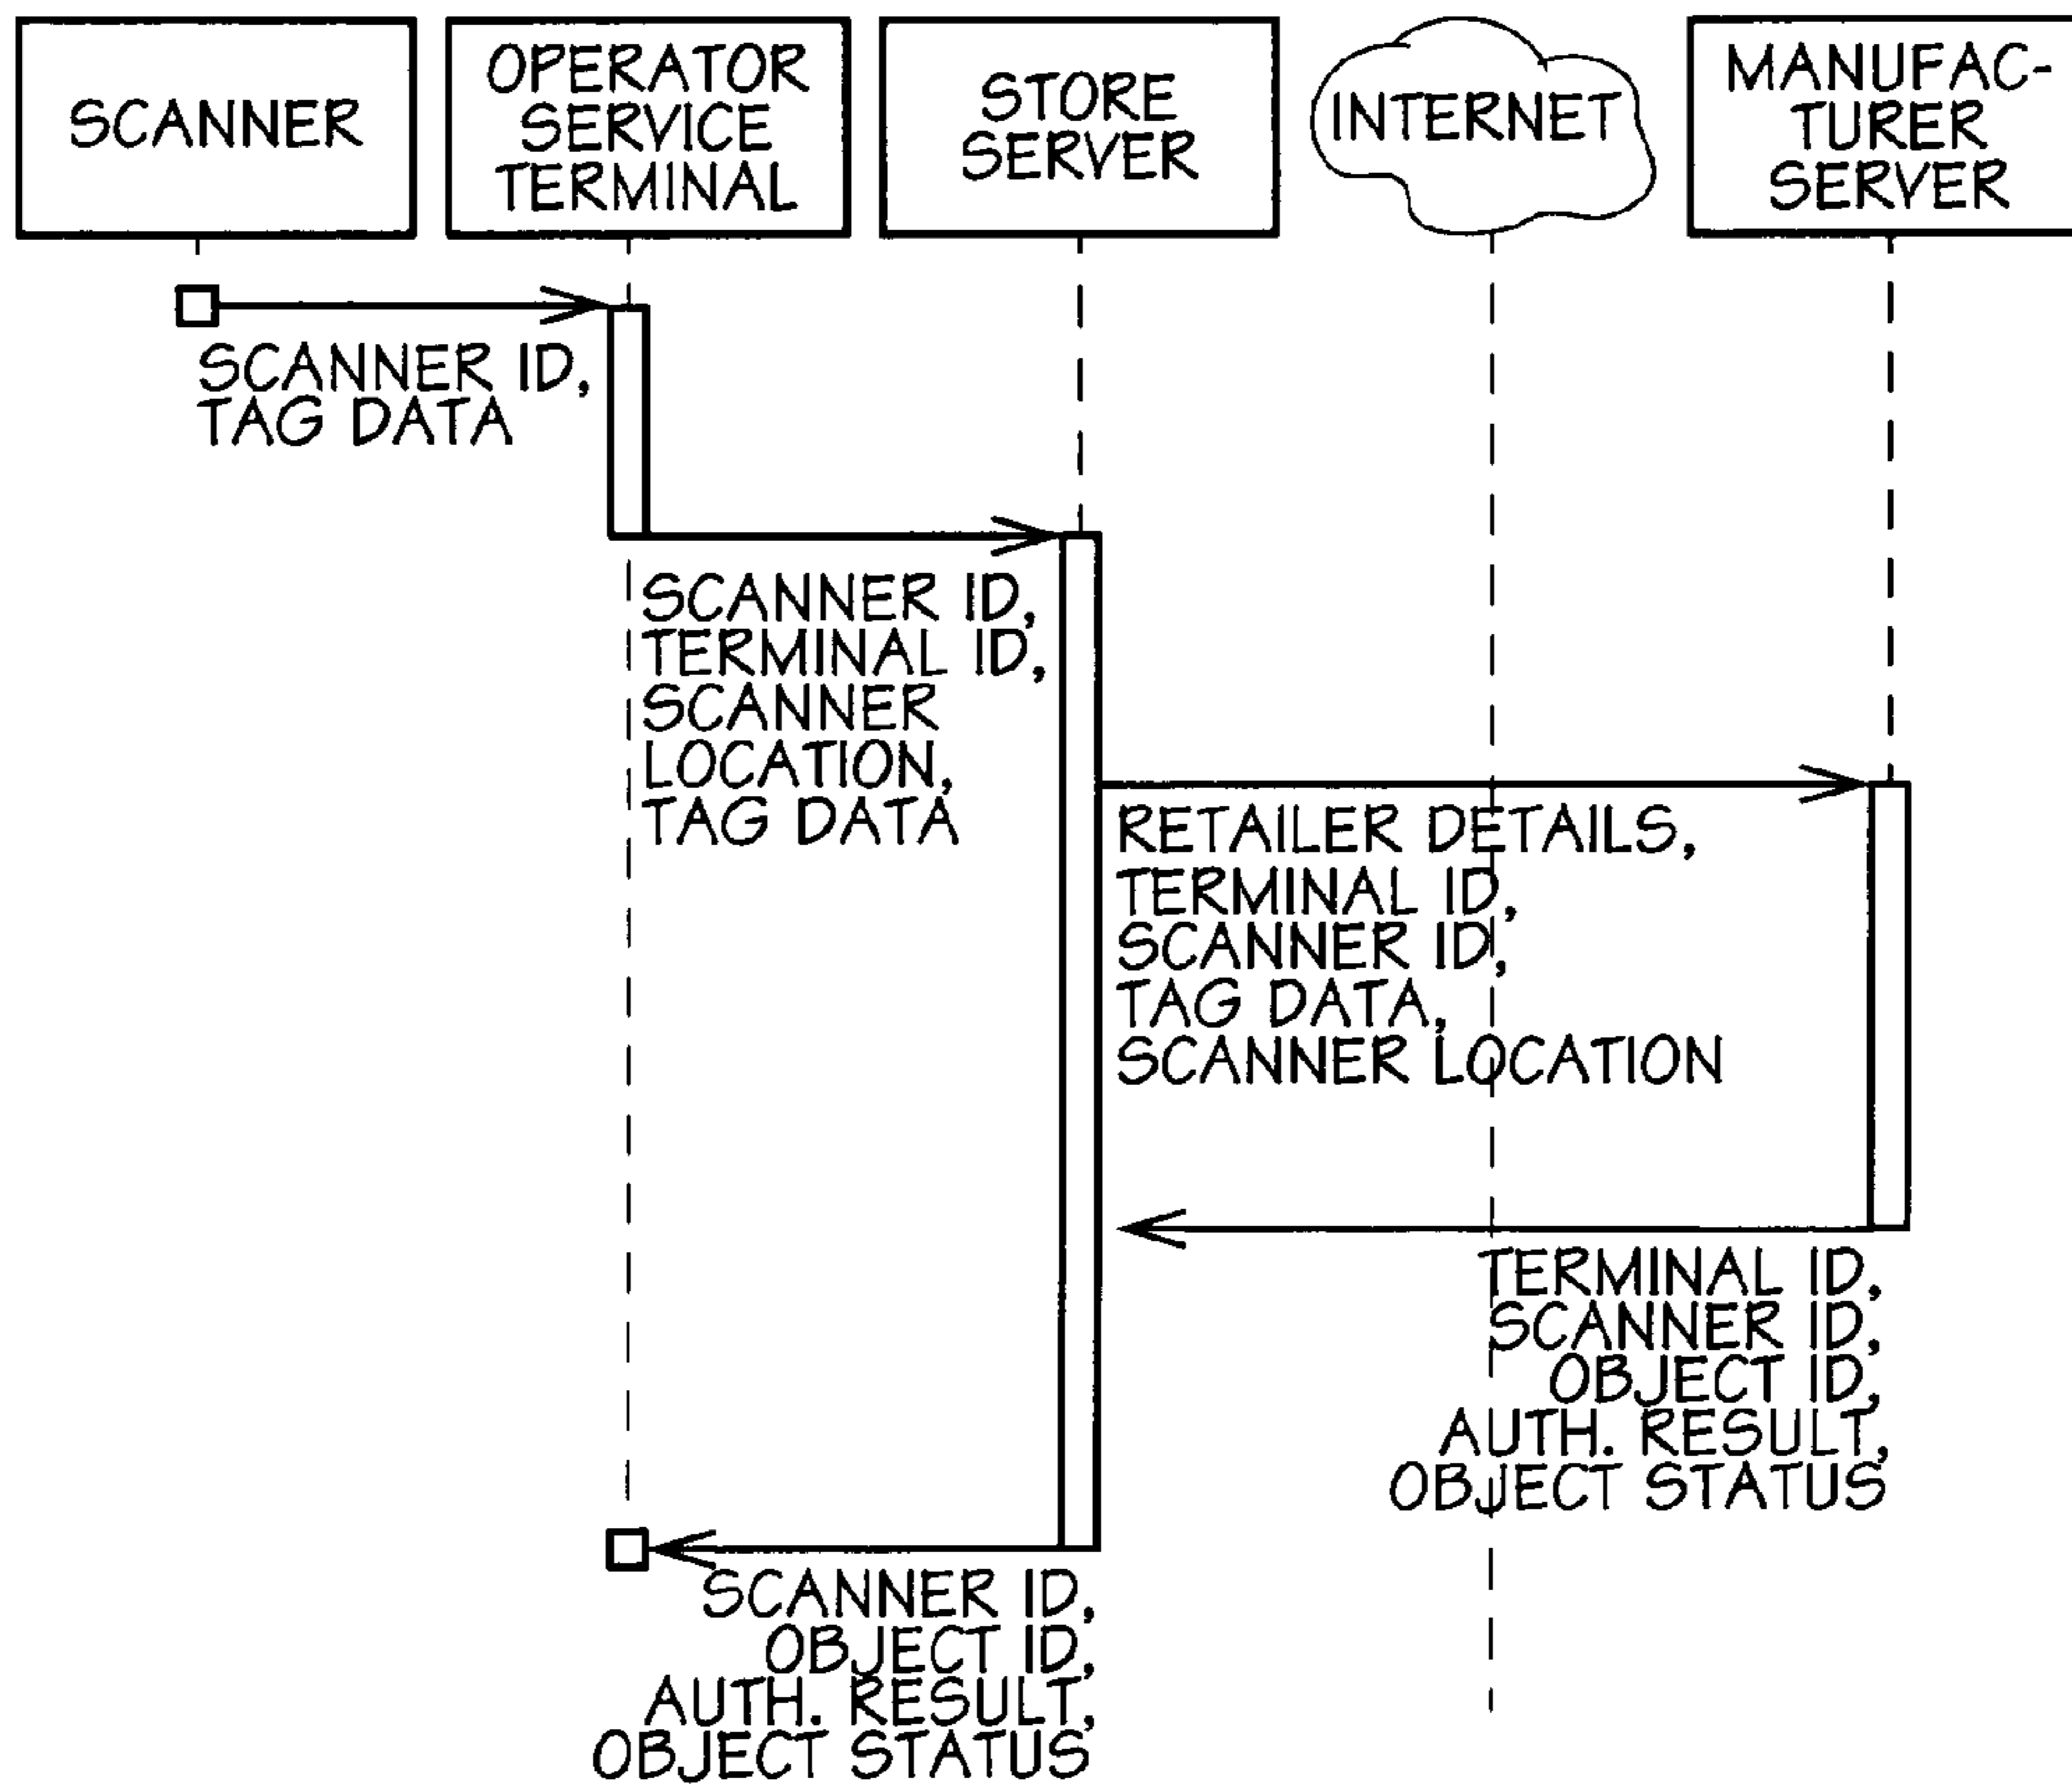 SCANNER
OPERATOR
SERVICE
TERMINAL
STORE
SERVER
INTERNET
MANUFAC-
TURER
SERVER
SCANNER ID,
TAG DATA
SCANNER ID,
TERMINAL ID,
SCANNER
LOCATION,
TAG DATA
RETAILER DETAILS,
TERMINAL ID,
SCANNER ID,
TAG DATA,
SCANNER LOCATION
TERMINAL ID,
SCANNER ID,
OBJECT ID,
AUTH. RESULT,
OBJECT STATUS
SCANNER ID,
OBJECT ID,
AUTH. RESULT,
OBJECT STATUS